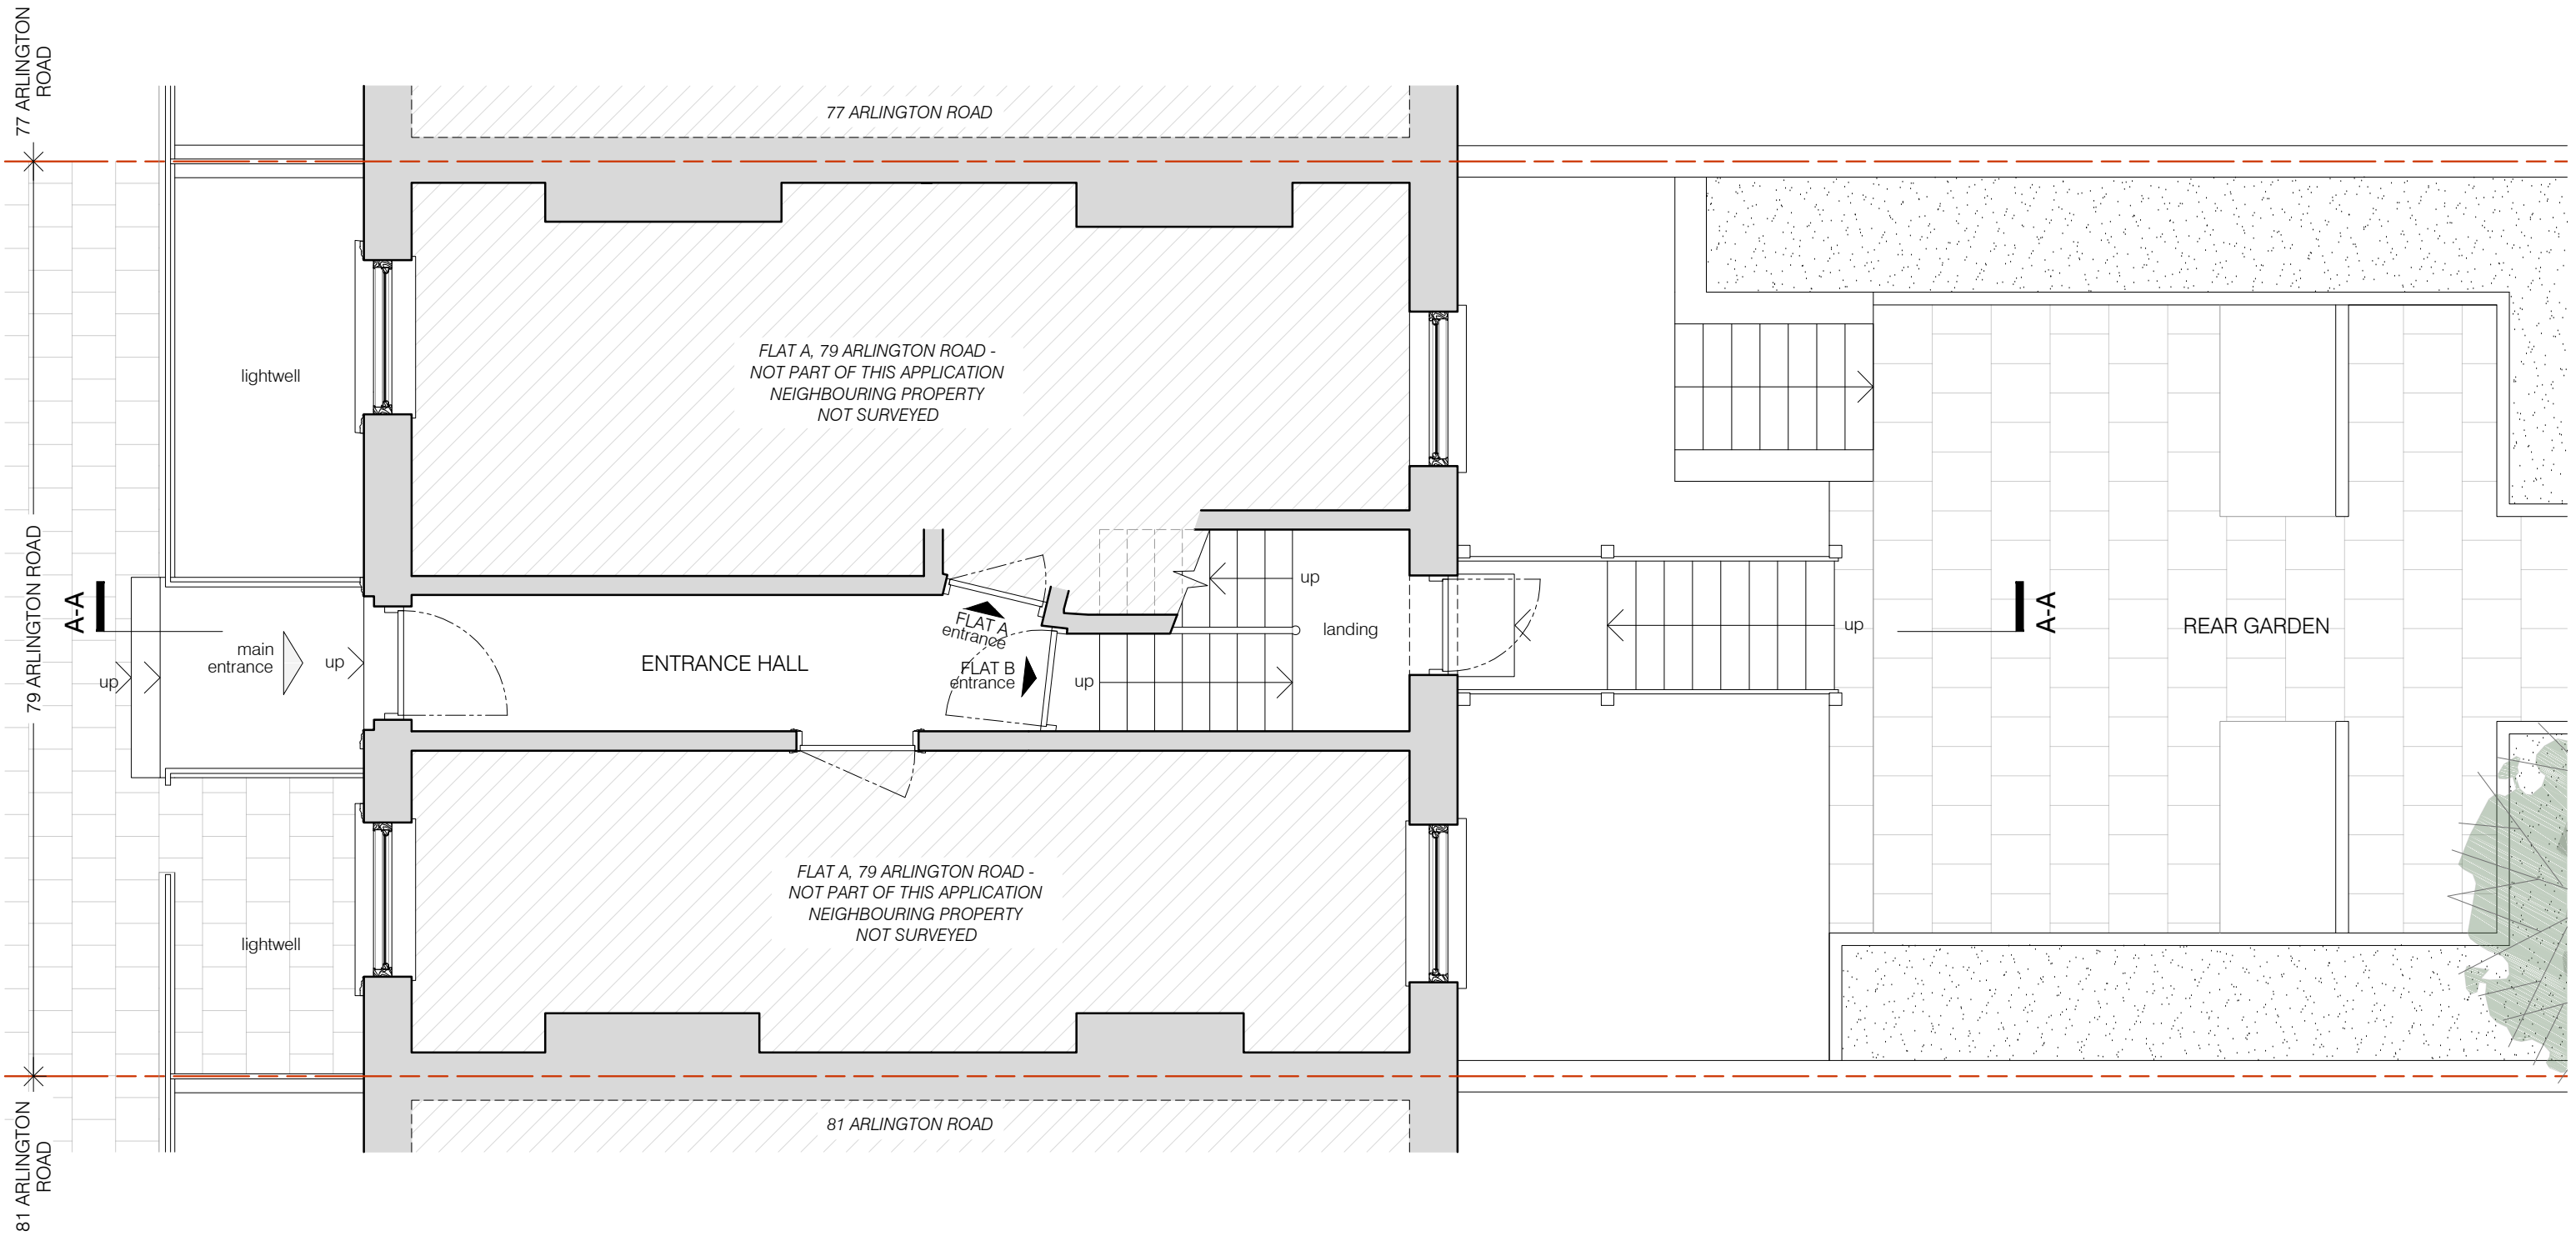 77 ARLINGTON
ROAD
77 ARLINGTON ROAD
lightwell
FLAT A, 79 ARLINGTON ROAD -
NOT PART OF THIS APPLICATION
NEIGHBOURING PROPERTY
NOT SURVEYED
79 ARLINGTON ROAD
A-A
up
main
entrance
up
ENTRANCE HALL
FLAT A
entrance
FLAT B
entrance
up
up
landing
up
A-A
REAR GARDEN
lightwell
FLAT A, 79 ARLINGTON ROAD -
NOT PART OF THIS APPLICATION
NEIGHBOURING PROPERTY
NOT SURVEYED
81 ARLINGTON ROAD
81 ARLINGTON
ROAD